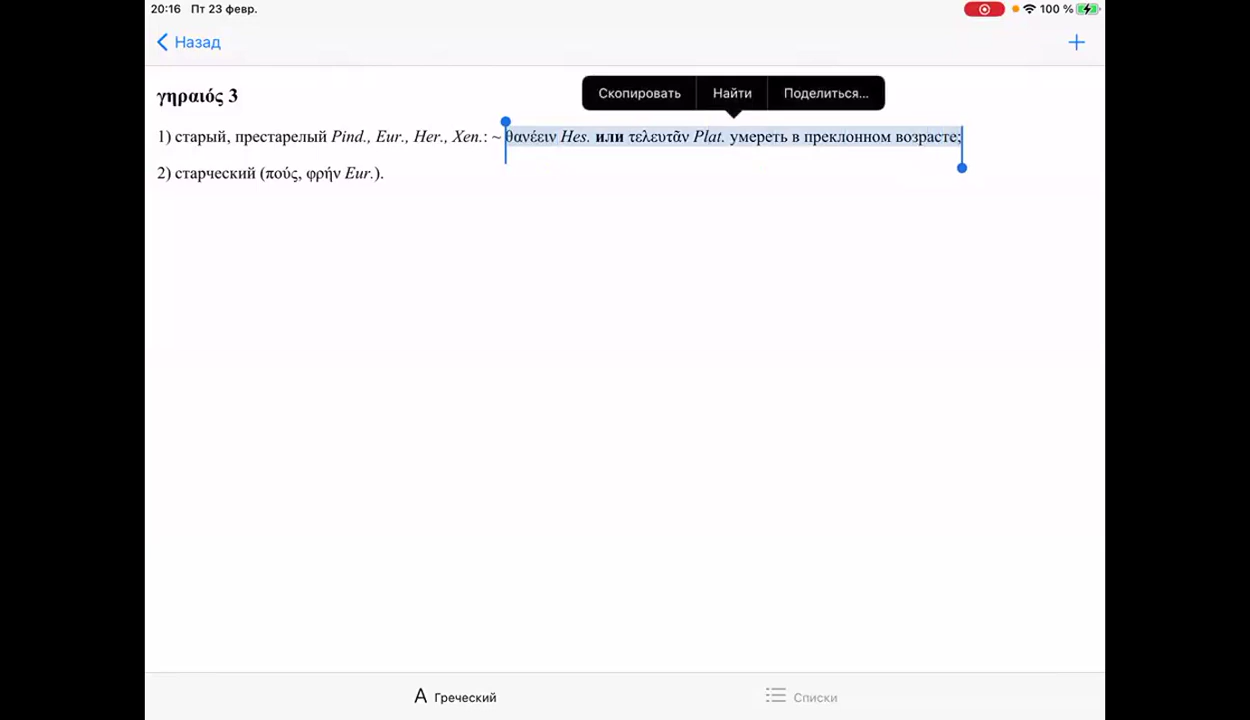 20:16 Пт 23 февр. 100 %
Назад
γηραιός 3
Скопировать Найти Поделиться...
1) старый, престарелый Pind., Eur., Her., Xen.: ~ θανέειν Hes. или τελευτᾶν Plat. умереть в преклонном возрасте;
2) старческий (πούς, φρήν Eur.).
A Греческий Списки